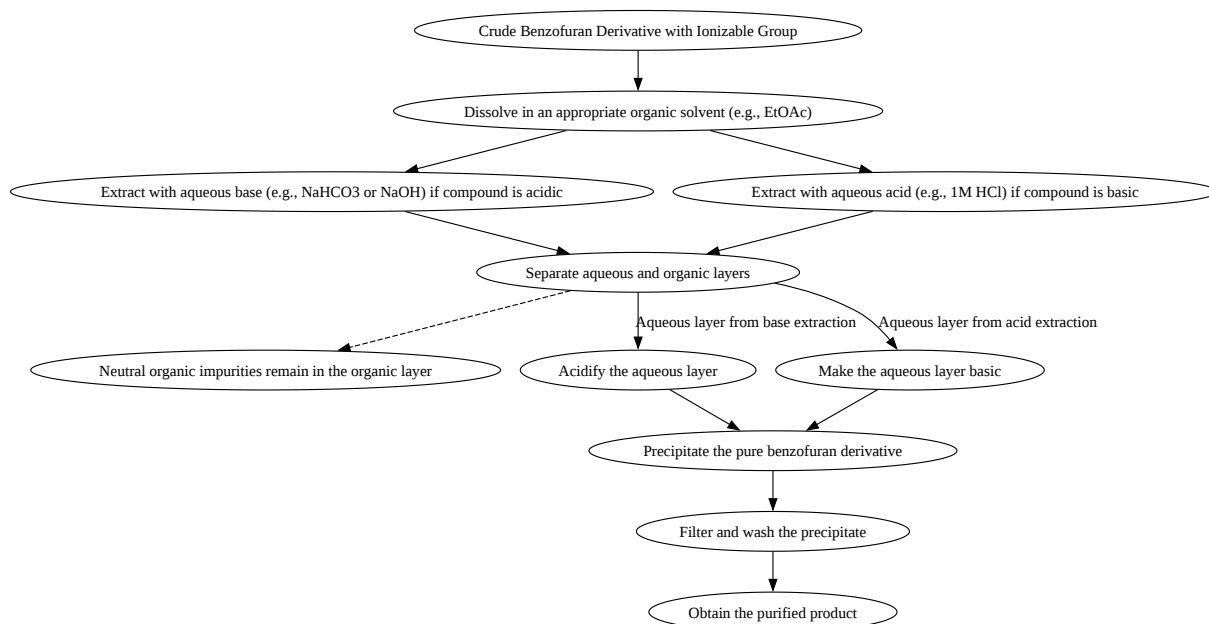 Crude Benzofuran Derivative with Ionizable Group
Dissolve in an appropriate organic solvent (e.g., EtOAc)
Extract with aqueous base (e.g., NaHCO3 or NaOH) if compound is acidic
Extract with aqueous acid (e.g., 1M HCl) if compound is basic
Separate aqueous and organic layers
Aqueous layer from base extraction
Aqueous layer from acid extraction
Neutral organic impurities remain in the organic layer
Acidify the aqueous layer
Make the aqueous layer basic
Precipitate the pure benzofuran derivative
Filter and wash the precipitate
Obtain the purified product